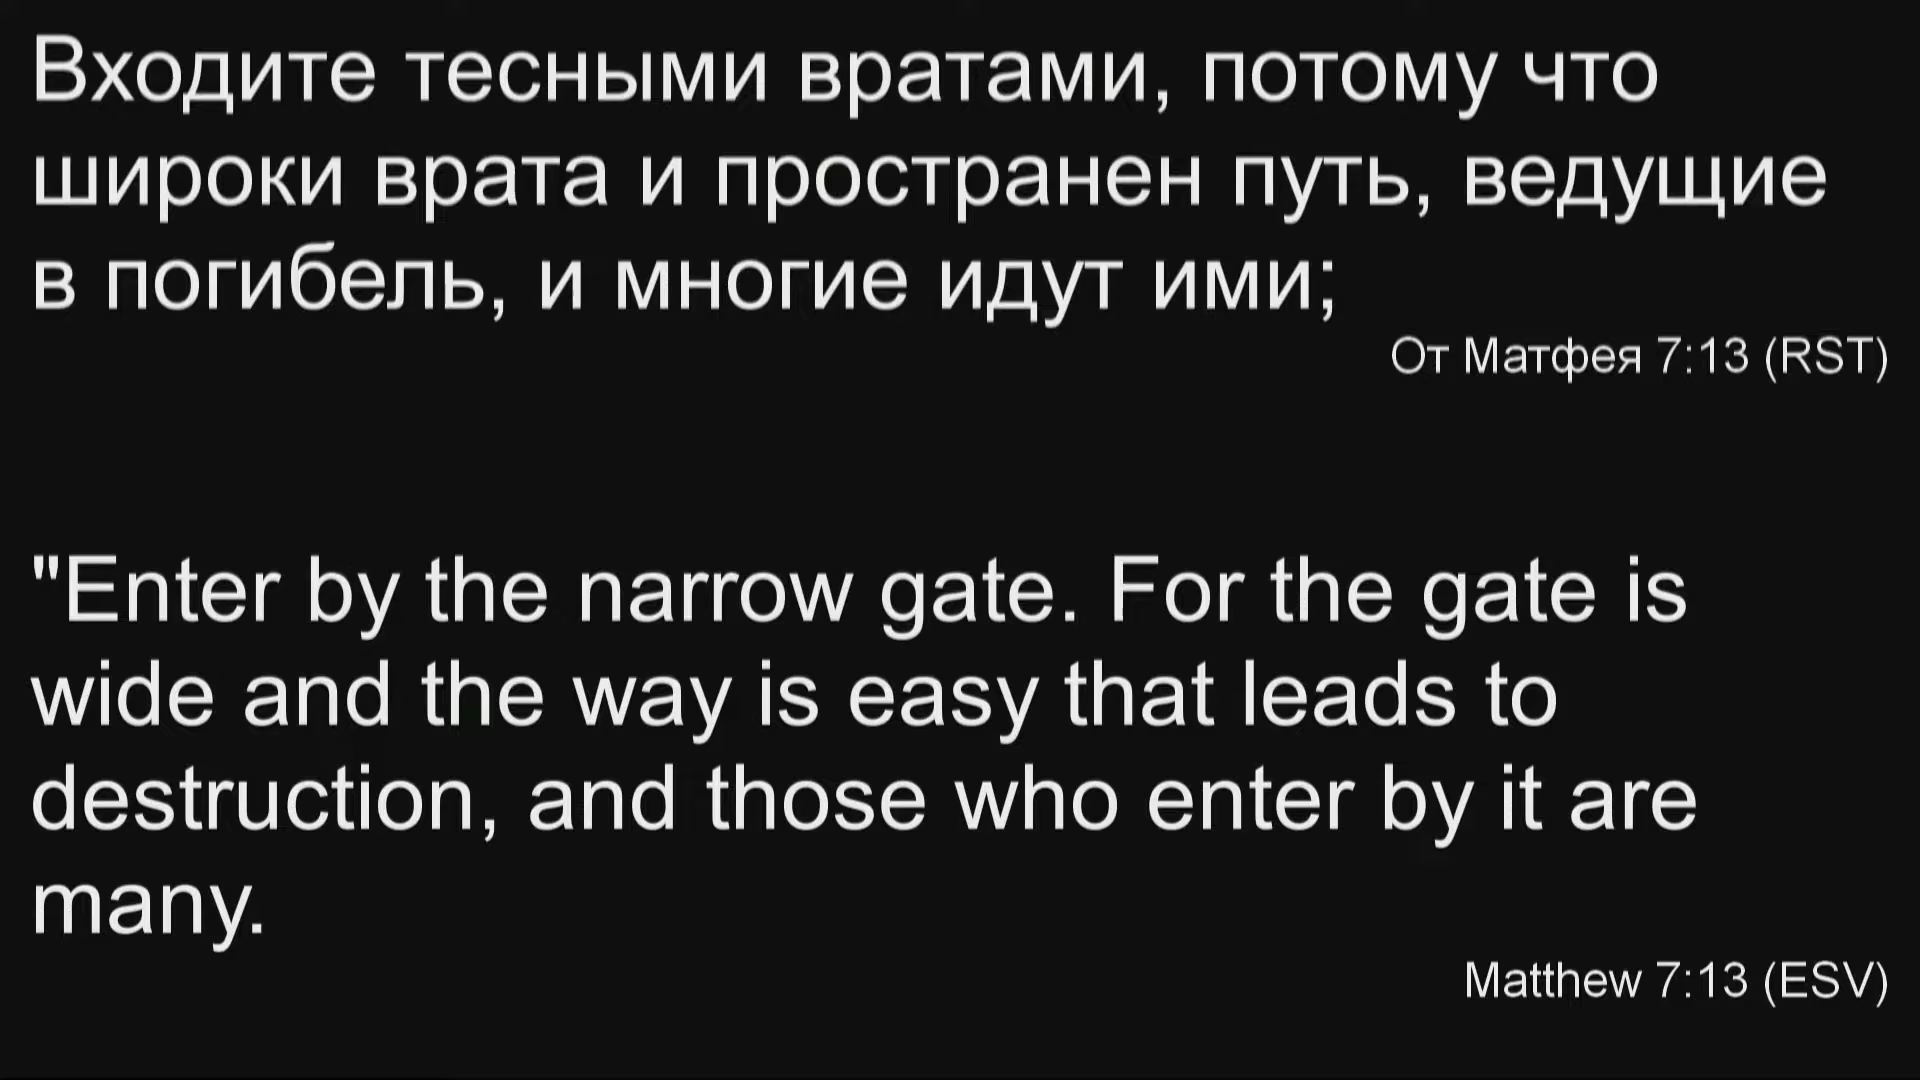 Входите тесными вратами, потому что
широки врата и пространен путь, ведущие
в погибель, и многие идут ими;
От Матфея 7:13 (RST)
"Enter by the narrow gate. For the gate is
wide and the way is easy that leads to
destruction, and those who enter by it are
many.
Matthew 7:13 (ESV)